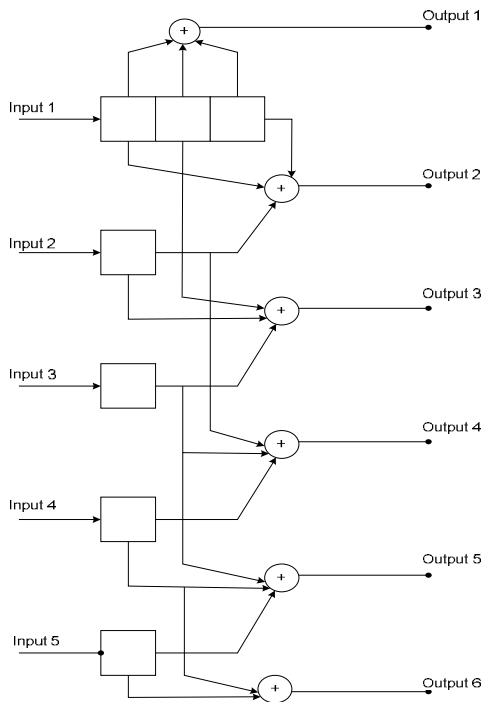 Output 1
+
Input 1
Output 2
+
Input 2
Output 3
+
Input 3
Output 4
+
Input 4
Output 5
+
Input 5
Output 6
+